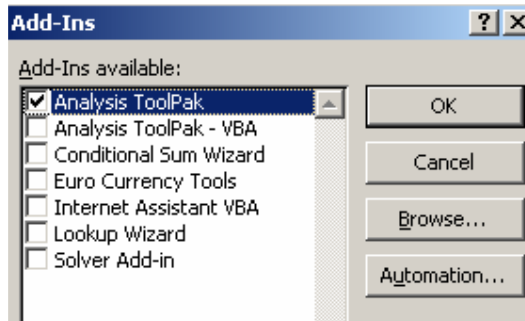 Add-Ins
? X
Add-Ins available:
Analysis ToolPak
Analysis ToolPak - VBA
Conditional Sum Wizard
Euro Currency Tools
Internet Assistant VBA
Lookup Wizard
Solver Add-in
OK
Cancel
Browse...
Automation...